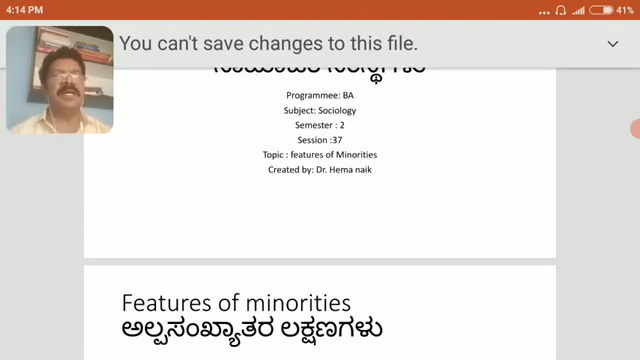 4:14 PM
41%
You can't save changes to this file.
Programmee: BA
Subject: Sociology
Semester : 2
Session :37
Topic : features of Minorities
Created by: Dr. Hema naik
Features of minorities
ಅಲ್ಪಸಂಖ್ಯಾತರ ಲಕ್ಷಣಗಳು